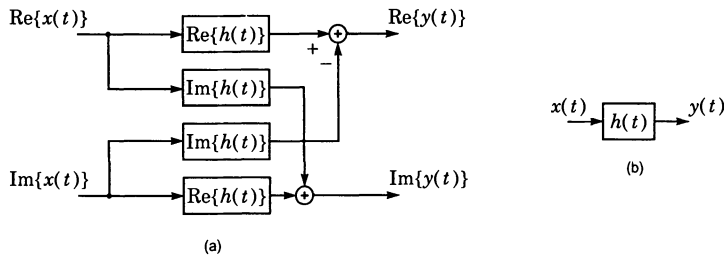 Re{x(t)}
Re{h(t)}
+
+
−
Re{y(t)}
Im{h(t)}
Im{h(t)}
Im{x(t)}
Re{h(t)}
+
Im{y(t)}
(a)
x(t)
h(t)
y(t)
(b)